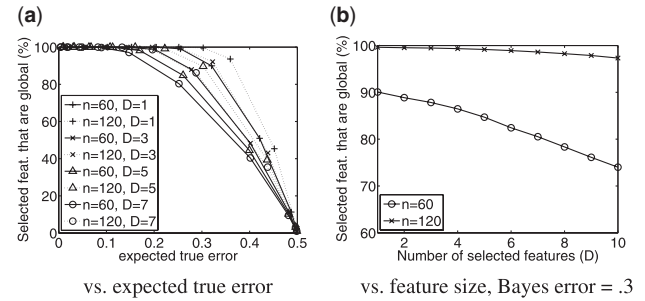 (a)
Selected feat. that are global (%)
100
80
60
40
20
0
n=60, D=1
n=120, D=1
n=60, D=3
n=120, D=3
n=60, D=5
n=120, D=5
n=60, D=7
n=120, D=7
0 0.1 0.2 0.3 0.4 0.5
expected true error
vs. expected true error
(b)
Selected feat. that are global (%)
100
90
80
70
60
n=60
n=120
2 4 6 8 10
Number of selected features (D)
vs. feature size, Bayes error = .3